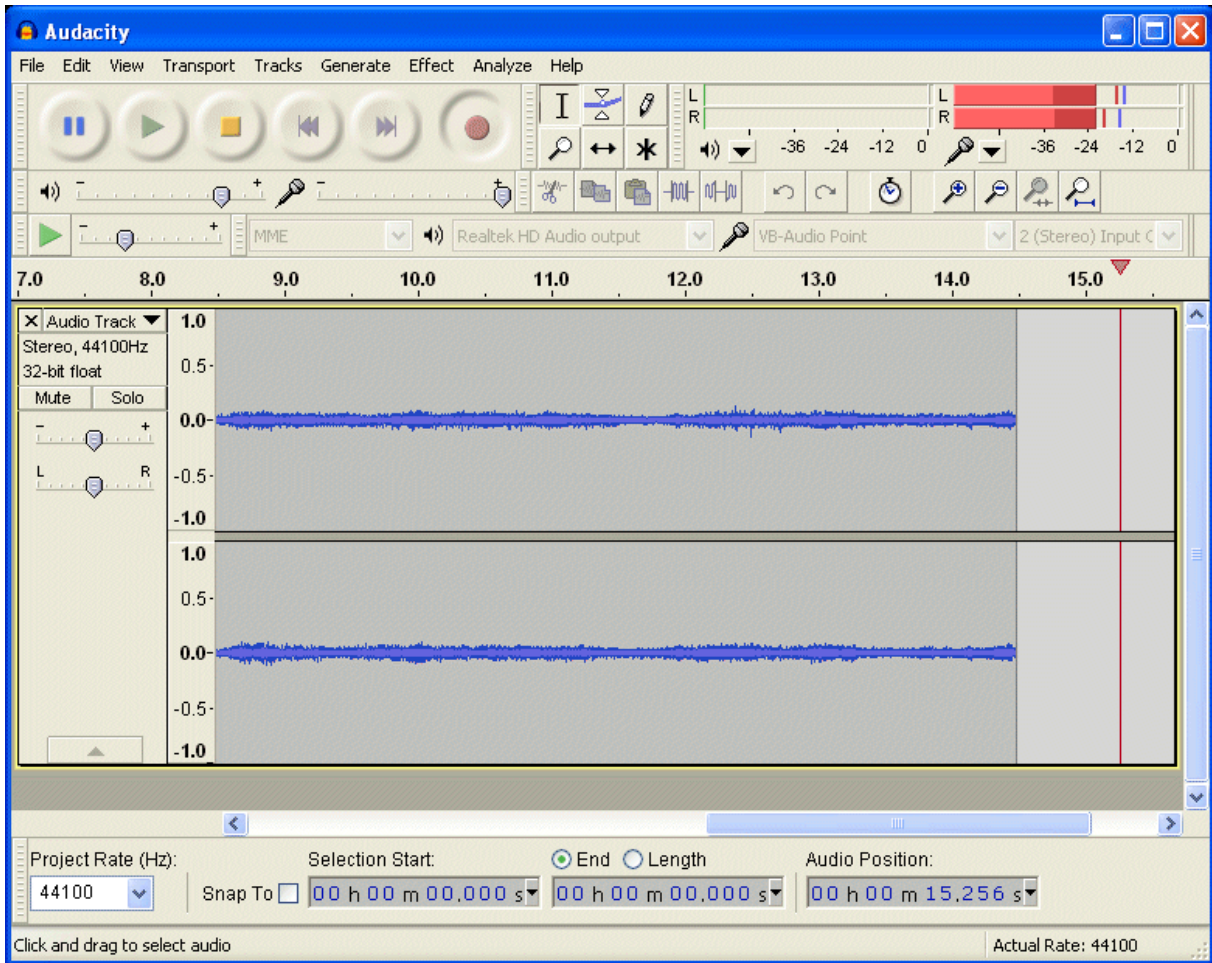 Audacity
File Edit View Transport Tracks Generate Effect Analyze Help
L
R
-36 -24 -12 0
L
R
-36 -24 -12 0
- +
-
- +
MME
Realtek HD Audio output
VB-Audio Point
2 (Stereo) Input C
7.0 8.0 9.0 10.0 11.0 12.0 13.0 14.0 15.0
X Audio Track
Stereo, 44100Hz
32-bit float
Mute Solo
- +
L R
1.0
0.5-
0.0-
-0.5-
-1.0
1.0
0.5-
0.0-
-0.5-
-1.0
Project Rate (Hz): Selection Start: End Length Audio Position:
44100 Snap To 00 h 00 m 00.000 s 00 h 00 m 00.000 s 00 h 00 m 15.256 s
Click and drag to select audio Actual Rate: 44100